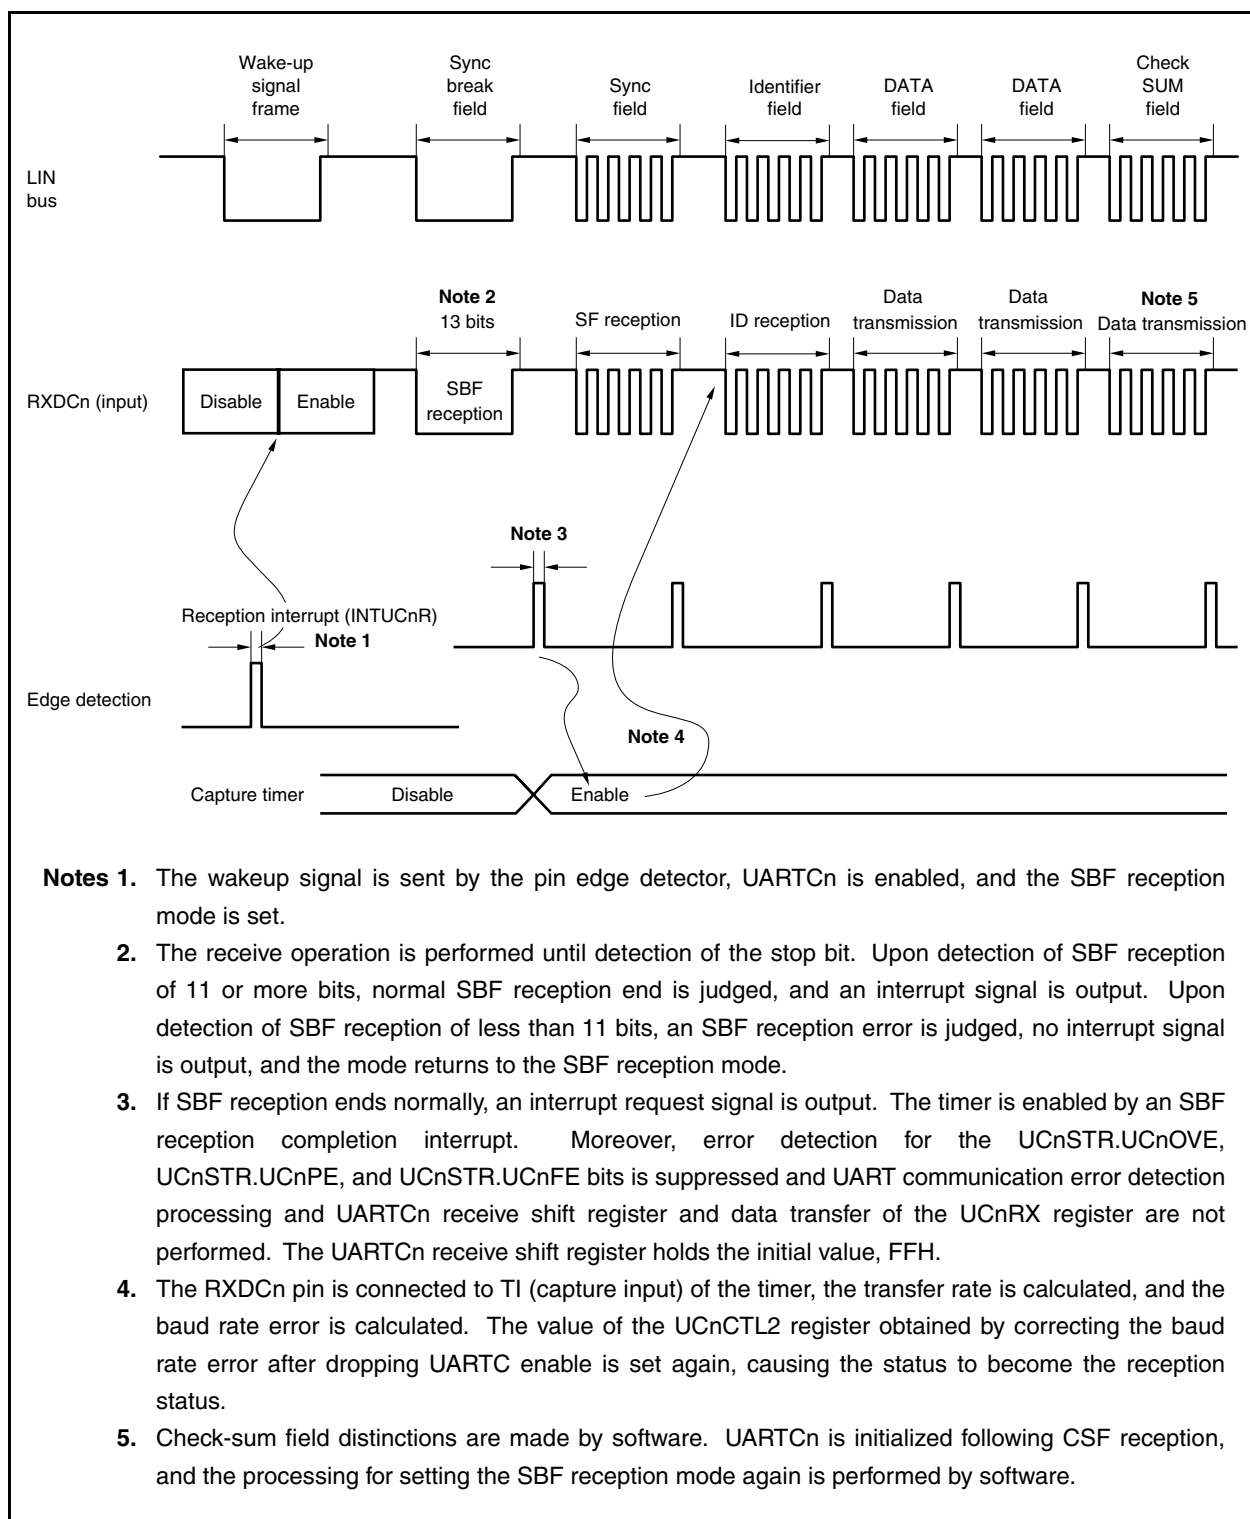 Wake-up
signal
frame
Sync
break
field
Sync
field
Identifier
field
DATA
field
DATA
field
Check
SUM
field
LIN
bus
Note 2
13 bits
SF reception
ID reception
Data
transmission
Data
transmission
Note 5
Data transmission
RXDCn (input)
Disable
Enable
SBF
reception
Note 3
Reception interrupt (INTUCnR)
Note 1
Edge detection
Note 4
Capture timer
Disable
Enable
Notes 1. The wakeup signal is sent by the pin edge detector, UARTCn is enabled, and the SBF reception
mode is set.
2. The receive operation is performed until detection of the stop bit. Upon detection of SBF reception
of 11 or more bits, normal SBF reception end is judged, and an interrupt signal is output. Upon
detection of SBF reception of less than 11 bits, an SBF reception error is judged, no interrupt signal
is output, and the mode returns to the SBF reception mode.
3. If SBF reception ends normally, an interrupt request signal is output. The timer is enabled by an SBF
reception completion interrupt. Moreover, error detection for the UCnSTR.UCnOVE,
UCnSTR.UCnPE, and UCnSTR.UCnFE bits is suppressed and UART communication error detection
processing and UARTCn receive shift register and data transfer of the UCnRX register are not
performed. The UARTCn receive shift register holds the initial value, FFH.
4. The RXDCn pin is connected to TI (capture input) of the timer, the transfer rate is calculated, and the
baud rate error is calculated. The value of the UCnCTL2 register obtained by correcting the baud
rate error after dropping UARTC enable is set again, causing the status to become the reception
status.
5. Check-sum field distinctions are made by software. UARTCn is initialized following CSF reception,
and the processing for setting the SBF reception mode again is performed by software.